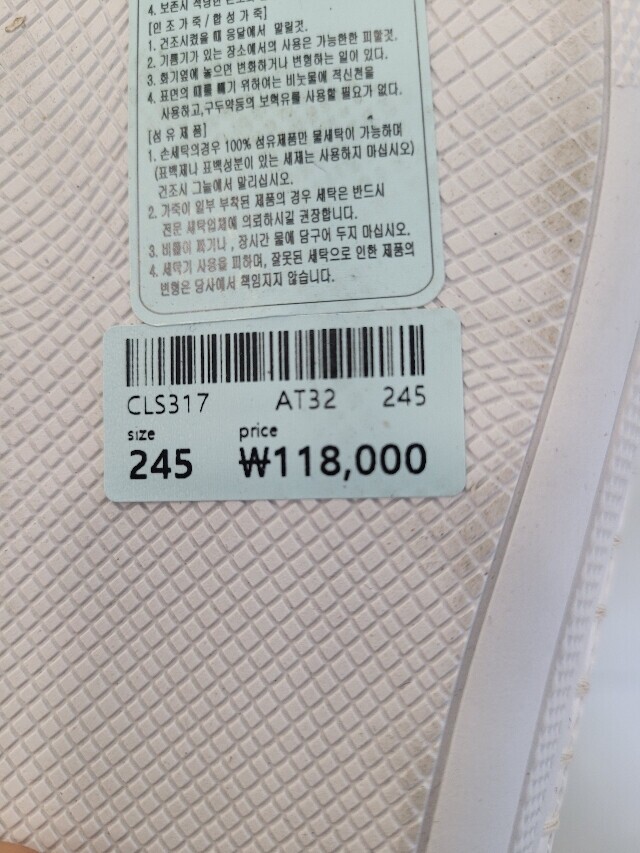 4. 보존시 적당한
[인 조 가 죽 / 합 성 가 죽]
1. 건조시켰을 때 응달에서 말릴것.
2. 기름기가 있는 장소에서의 사용은 가능한한 피할것.
3. 화기옆에 놓으면 변화하거나 변형하는 일이 있다.
4. 표면의 때를 빼기 위하여는 비눗물에 적신천을
사용하고,구두약등의 보혁유를 사용할 필요가 없다.
[섬 유 제 품]
1. 손세탁의경우 100% 섬유제품만 물세탁이 가능하며
(표백제나 표백성분이 있는 세제는 사용하지 마십시오)
건조시 그늘에서 말리십시오.
2. 가죽이 일부 부착된 제품의 경우 세탁은 반드시
전문 세탁업체에 의뢰하시길 권장합니다.
3. 비틀어 짜기나 , 장시간 물에 담구어 두지 마십시오.
4. 세탁기 사용을 피하며, 잘못된 세탁으로 인한 제품의
변형은 당사에서 책임지지 않습니다.
CLS317 AT32 245
size price
245 ₩118,000